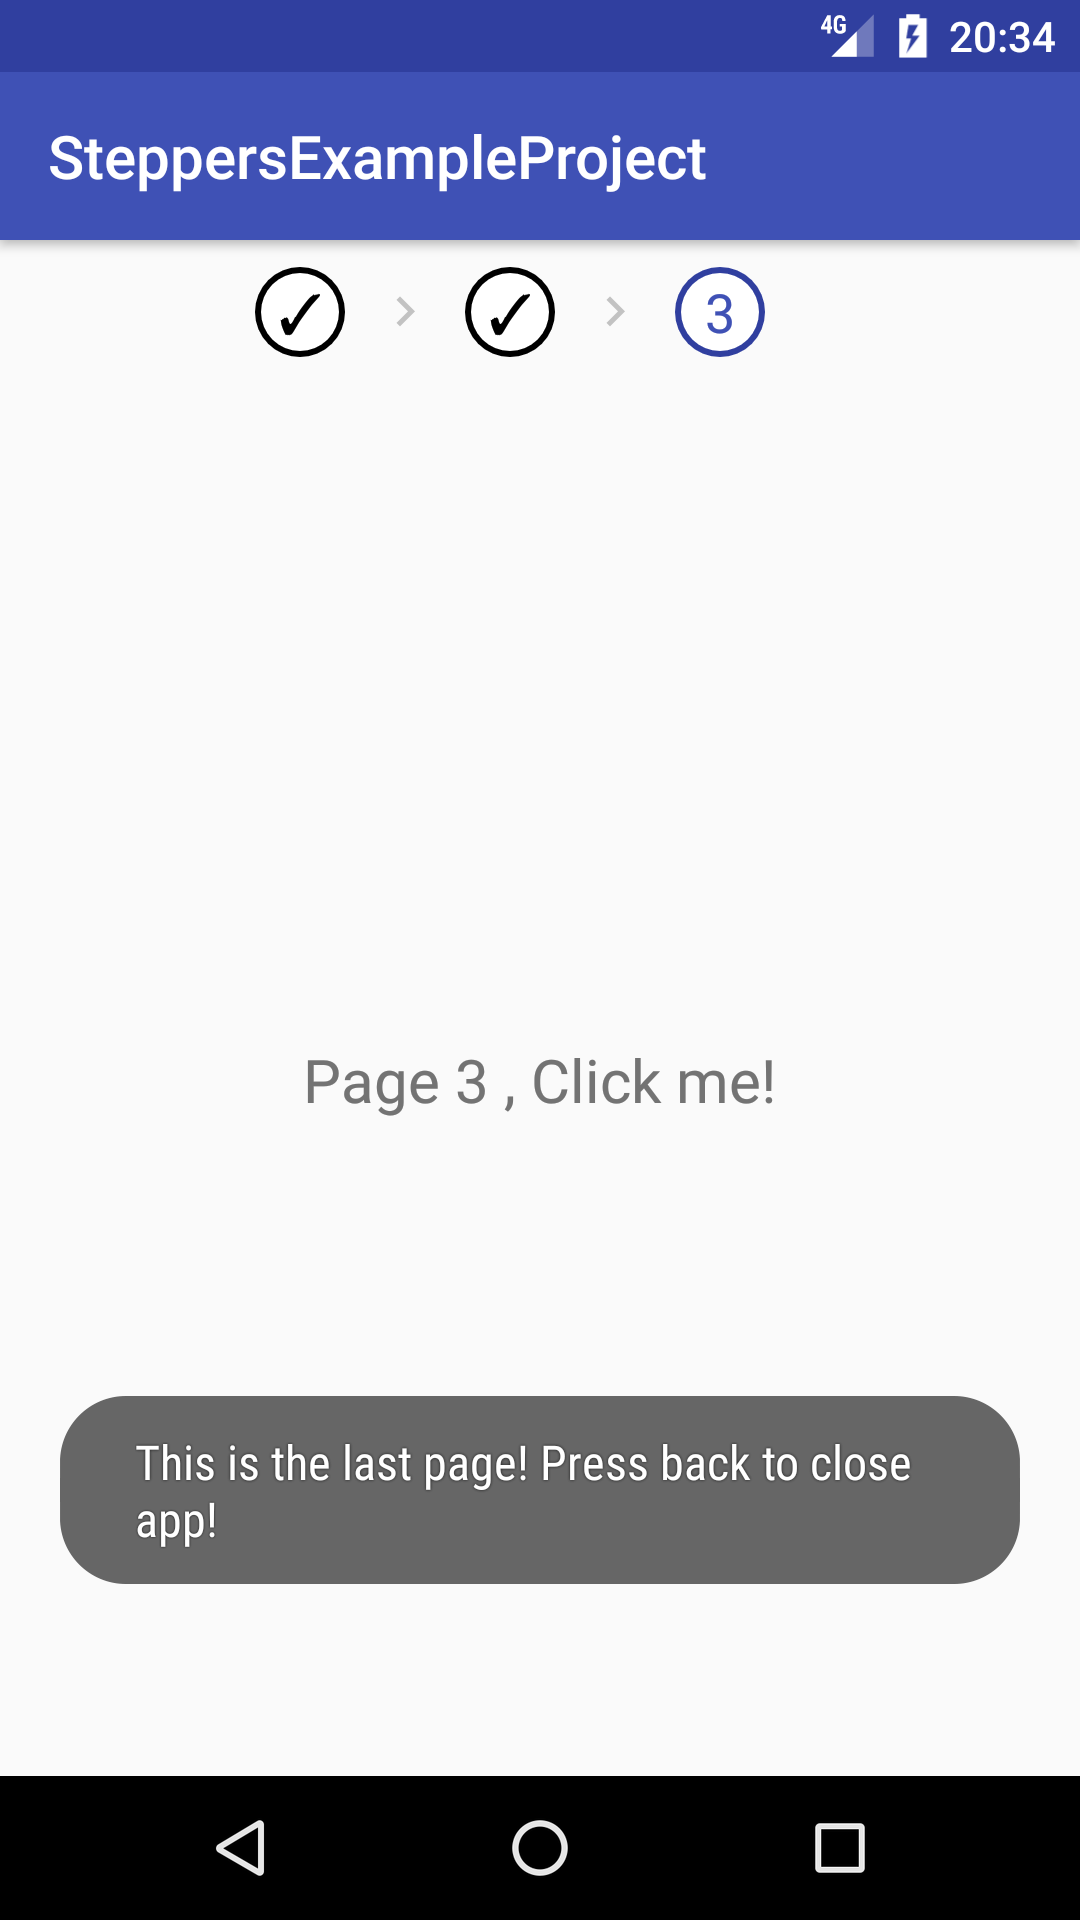 4G 20:34
SteppersExampleProject
✓ > ✓ > 3
Page 3 , Click me!
This is the last page! Press back to close
app!